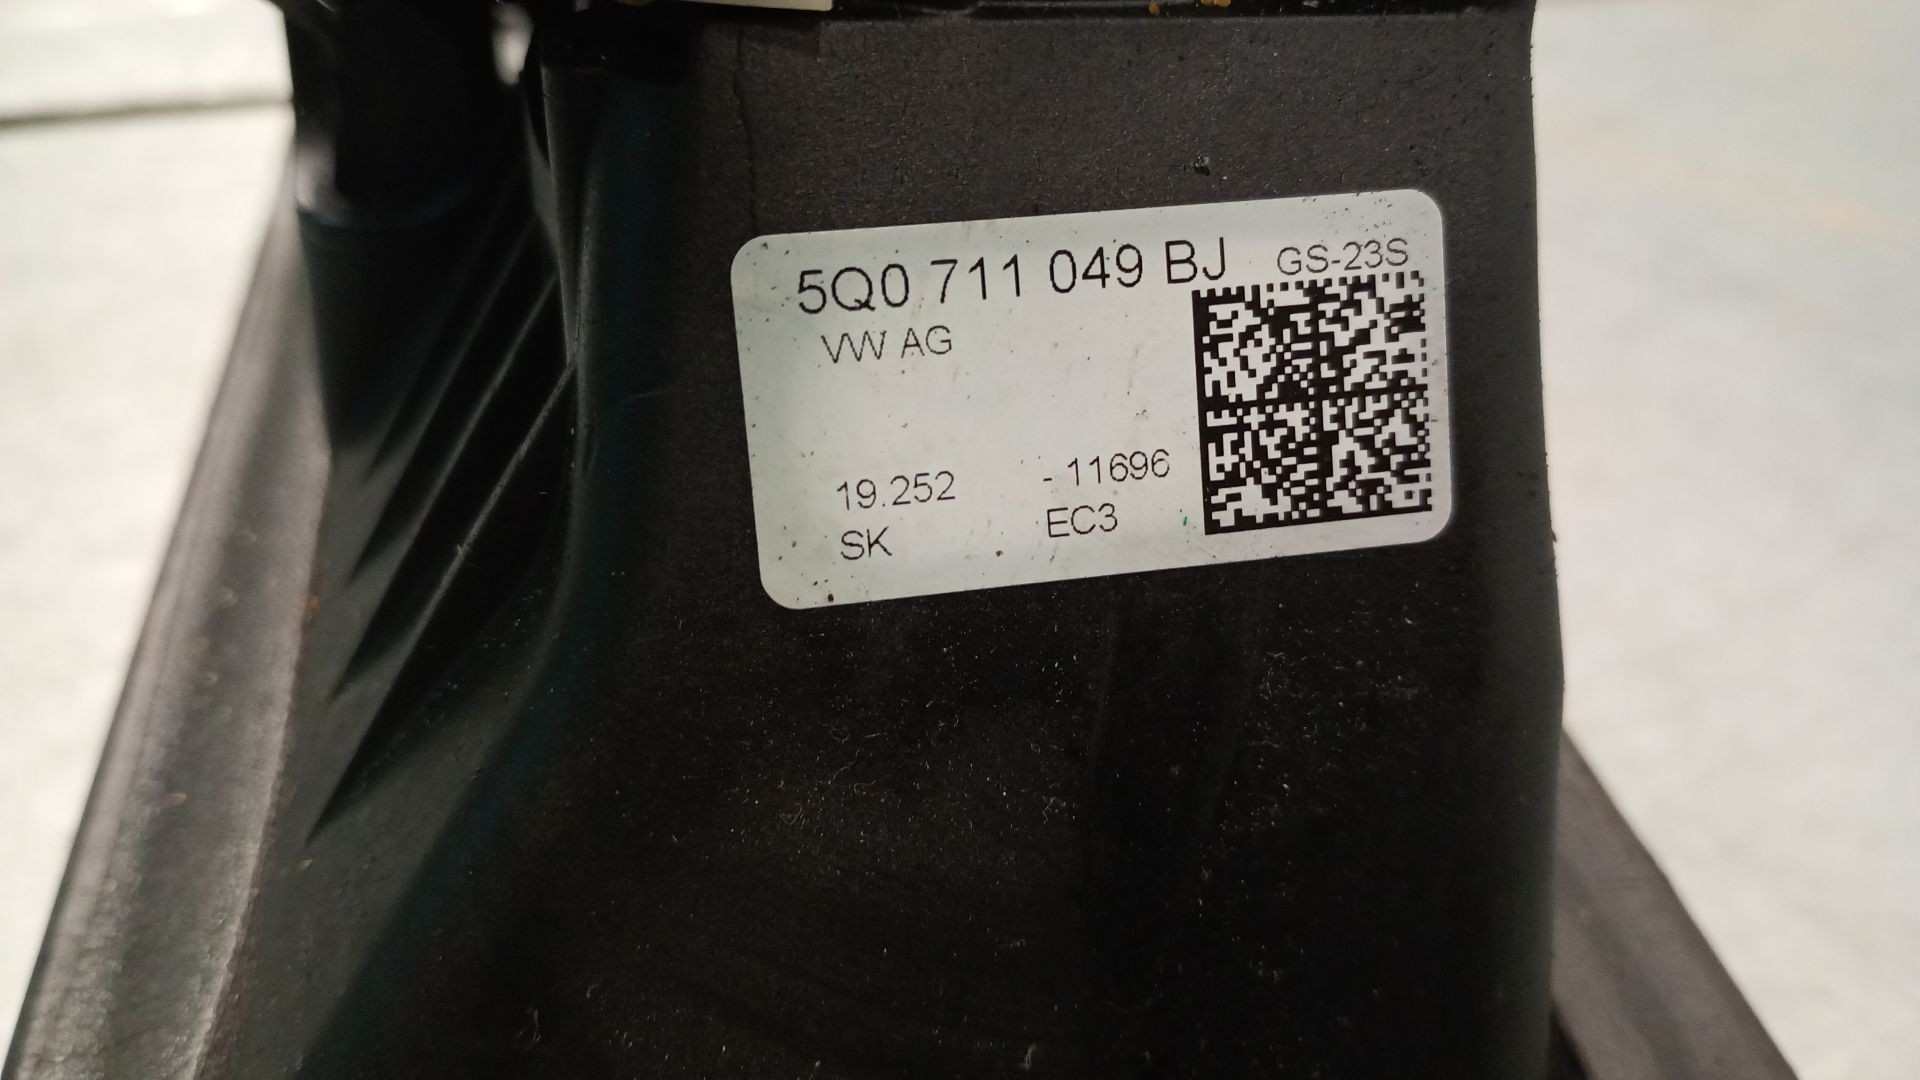 5Q0 711 049 BJ GS-23S
VW AG
19.252 - 11696
SK EC3